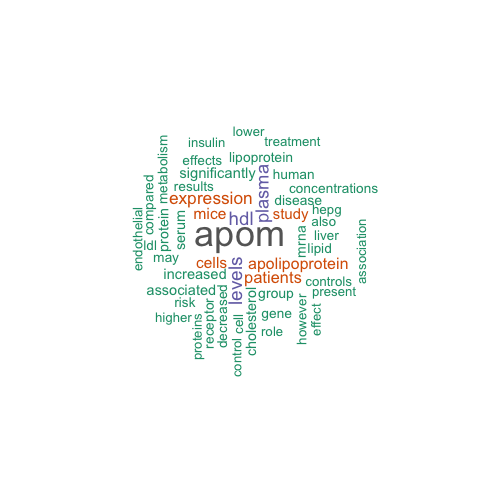 lower
insulin
treatment
effects
lipoprotein
significantly
human
results
concentrations
metabolism
expression
plasma
disease
compared
mice
hdl
study
hepg
also
protein
serum
apom
mrna
liver
lipid
endothelial
ldl
may
cells
apolipoprotein
association
increased
patients
controls
associated
levels
group
present
risk
decreased
cholesterol
gene
however
effect
higher
receptor
cell
role
proteins
control